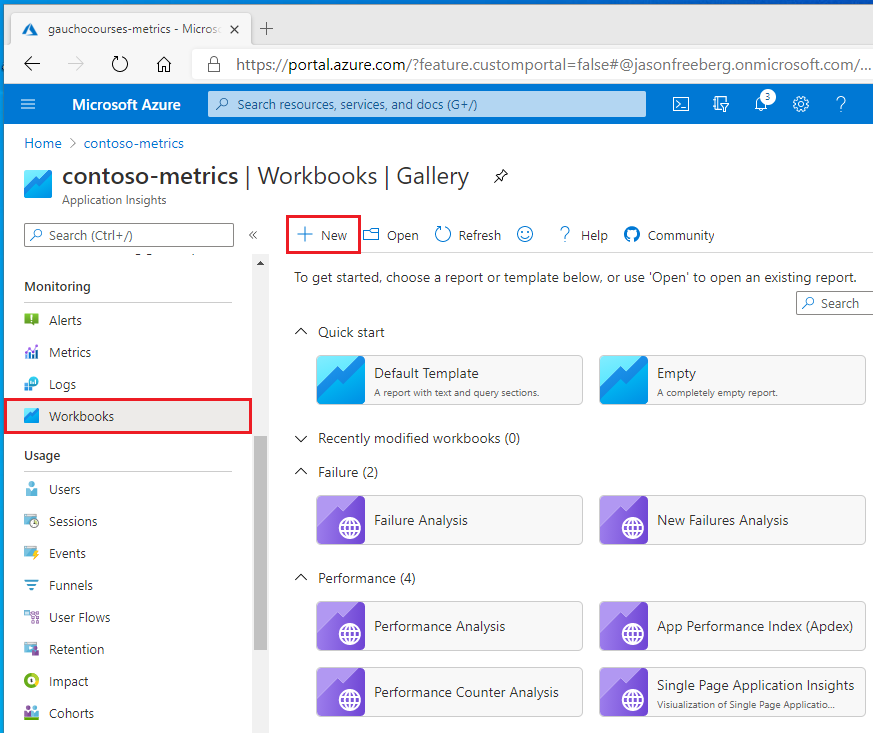 gauchocourses-metrics - Micros
https://portal.azure.com/?feature.customportal=false#@jasonfreeberg.onmicrosoft.com/...
Microsoft Azure
Search resources, services, and docs (G+/)
3
Home > contoso-metrics
contoso-metrics | Workbooks | Gallery
Application Insights
Search (Ctrl+/)
«
New
Open
Refresh
Help
Community
To get started, choose a report or template below, or use 'Open' to open an existing report.
Search
Monitoring
Alerts
Metrics
Logs
Workbooks
Usage
Users
Sessions
Events
Funnels
User Flows
Retention
Impact
Cohorts
Quick start
Default Template
A report with text and query sections.
Empty
A completely empty report.
Recently modified workbooks (0)
Failure (2)
Failure Analysis
New Failures Analysis
Performance (4)
Performance Analysis
App Performance Index (Apdex)
Performance Counter Analysis
Single Page Application Insights
Visiualization of Single Page Applicatio...